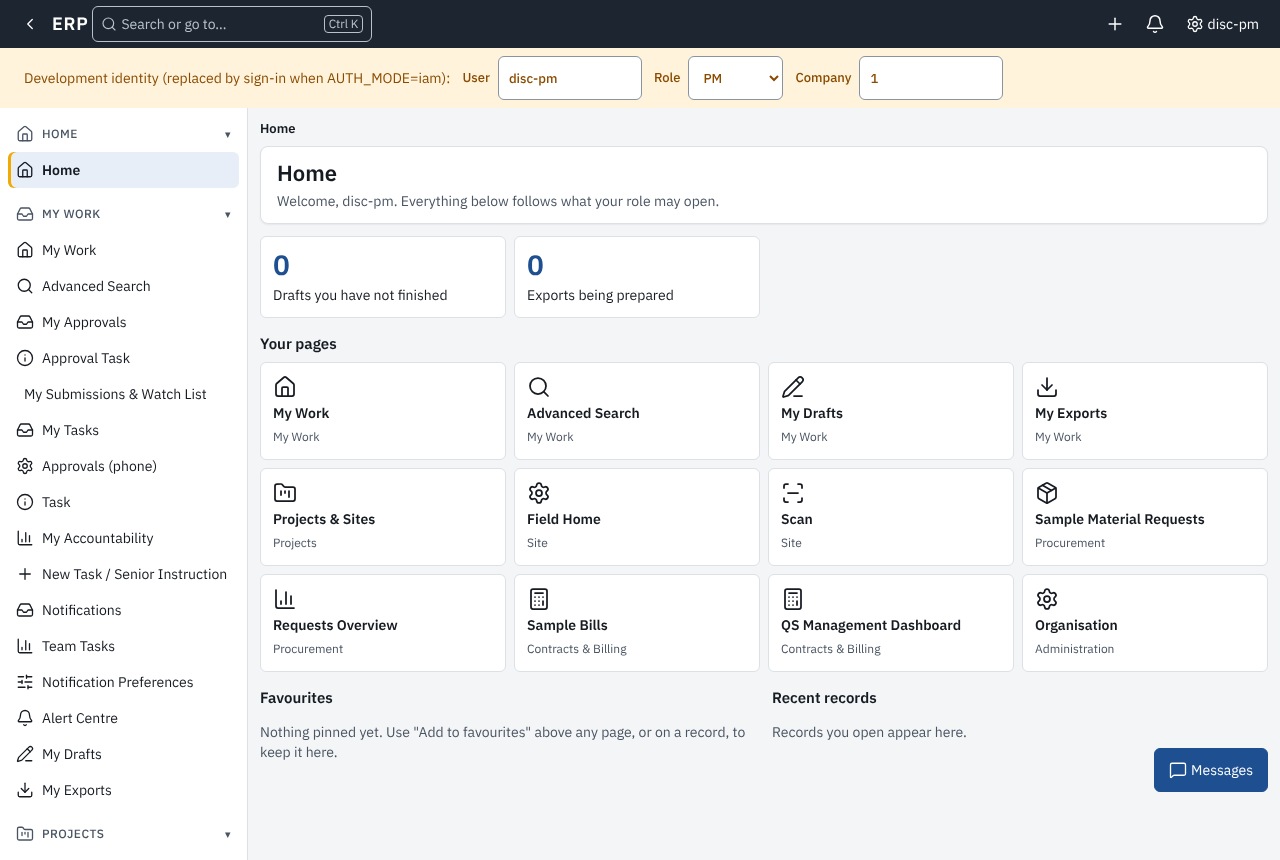 ERP
Search or go to...
Ctrl K
disc-pm
Development identity (replaced by sign-in when AUTH_MODE=iam):
User
disc-pm
Role
PM
Company
1
HOME
Home
MY WORK
My Work
Advanced Search
My Approvals
Approval Task
My Submissions & Watch List
My Tasks
Approvals (phone)
Task
My Accountability
New Task / Senior Instruction
Notifications
Team Tasks
Notification Preferences
Alert Centre
My Drafts
My Exports
PROJECTS
Home
Home
Welcome, disc-pm. Everything below follows what your role may open.
0
Drafts you have not finished
0
Exports being prepared
Your pages
My Work
My Work
Advanced Search
My Work
My Drafts
My Work
My Exports
My Work
Projects & Sites
Projects
Field Home
Site
Scan
Site
Sample Material Requests
Procurement
Requests Overview
Procurement
Sample Bills
Contracts & Billing
QS Management Dashboard
Contracts & Billing
Organisation
Administration
Favourites
Nothing pinned yet. Use "Add to favourites" above any page, or on a record, to
keep it here.
Recent records
Records you open appear here.
Messages